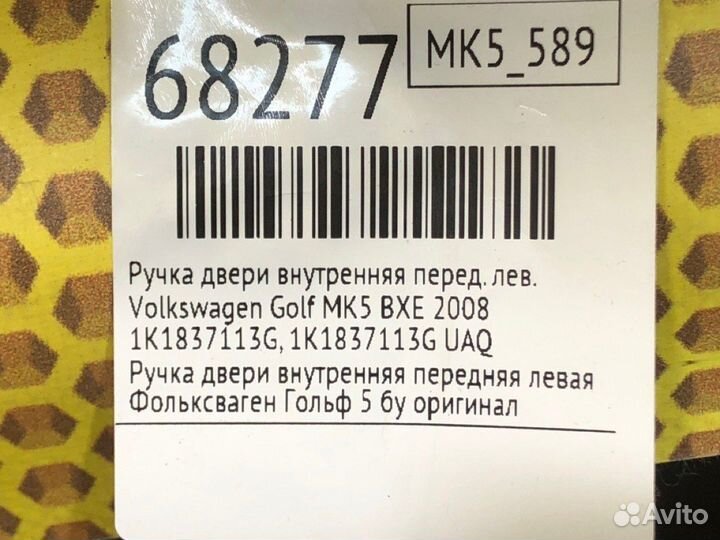 68277
MK5_589
Ручка двери внутренняя перед. лев.
Volkswagen Golf MK5 BXE 2008
1K1837113G, 1K1837113G UAQ
Ручка двери внутренняя передняя левая
Фольксваген Гольф 5 бу оригинал
Avito